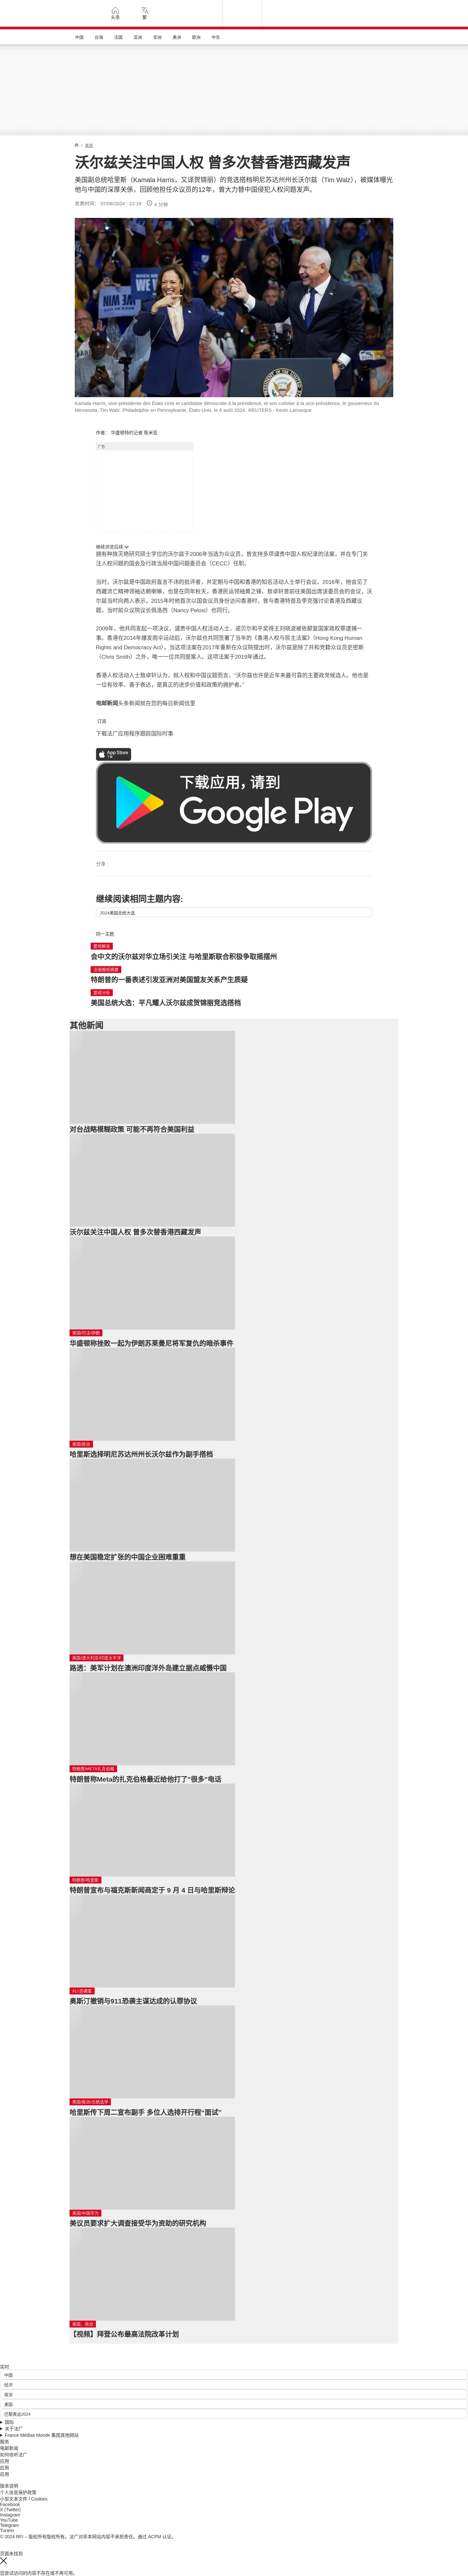 头条
繁
中国
台海
法国
亚洲
非洲
美洲
欧洲
中东
美国
沃尔兹关注中国人权 曾多次替香港西藏发声
美国副总统哈里斯（Kamala Harris，又译贺锦丽）的竞选搭档明尼苏达州州长沃尔兹（Tim Walz），被媒体曝光他与中国的深厚关係，回顾他担任众议员的12年，曾大力替中国侵犯人权问题发声。
发表时间： 07/08/2024 - 22:16
4 分钟
Kamala Harris, vice-présidente des États-Unis et candidate démocrate à la présidence, et son colistier à la vice-présidence, le gouverneur du Minnesota, Tim Walz. Philadelphie en Pennsylvanie, États-Unis, le 6 août 2024. REUTERS - Kevin Lamarque
作者： 华盛顿特约记者 陈米亚
广告
继续浏览后续
拥有种族灭绝研究硕士学位的沃尔兹于2006年当选为众议员。曾支持多项谴责中国人权纪录的法案，并在专门关注人权问题的国会及行政当局中国问题委员会（CECC）任职。
当时，沃尔兹是中国政府直言不讳的批评者，并定期与中国和香港的知名活动人士举行会议。2016年，他会见了西藏流亡精神领袖达赖喇嘛，也是在同年秋天，香港民运领袖黄之锋、敖卓轩曾前往美国出席该委员会的会议。沃尔兹当时向两人表示，2015年时他首次以国会议员身份访问香港时，曾与香港特首及李克强讨论香港及西藏议题，当时前众议院议长佩洛西（Nancy Pelosi）也同行。
2009年，他共同发起一项决议，谴责中国人权活动人士、诺贝尔和平奖得主刘晓波被依颠复国家政权罪逮捕一事。香港在2014年爆发雨伞运动后，沃尔兹也共同签署了当年的《香港人权与民主法案》（Hong Kong Human Rights and Democracy Act），当这项法案在2017年重新在众议院提出时，沃尔兹是除了共和党籍众议员史密斯（Chris Smith）之外，唯一一位共同提案人。这项法案于2019年通过。
香港人权活动人士敖卓轩认为，就人权和中国议题而言，“沃尔兹也许是近年来最可靠的主要政党候选人。他也是一位有效率、善于表达，是真正的进步价值和政策的拥护者。”
电邮新闻头条新闻就在您的每日新闻信里
订阅
下载法广应用程序跟踪国际时事
App Store
下载应用，请到
Google Play
分享 :
继续阅读相同主题内容:
2024美国总统大选
同一主题
要闻解说
会中文的沃尔兹对华立场引关注 与哈里斯联合积极争取摇摆州
法国报纸摘要
特朗普的一番表述引发亚洲对美国盟友关系产生质疑
要闻分析
美国总统大选：平凡耀人沃尔兹成贺锦丽竞选搭档
其他新闻
对台战略模糊政策 可能不再符合美国利益
沃尔兹关注中国人权 曾多次替香港西藏发声
美国/司法/伊朗
华盛顿称挫败一起为伊朗苏莱曼尼将军复仇的暗杀事件
美国/政治
哈里斯选择明尼苏达州州长沃尔兹作为副手搭档
想在美国稳定扩张的中国企业困难重重
美国/澳大利亚/印度太平洋
路透：美军计划在澳洲印度洋外岛建立据点威慑中国
特朗普/META扎克伯格
特朗普称Meta的扎克伯格最近给他打了“很多”电话
特朗普/哈里斯
特朗普宣布与福克斯新闻商定于 9 月 4 日与哈里斯辩论
911恐袭案
奥斯汀撤销与911恐袭主谋达成的认罪协议
美国/政治/总统选举
哈里斯传下周二宣布副手 多位人选排开行程“面试”
美国/中国/华为
美议员要求扩大调查接受华为资助的研究机构
美国、政治
【视频】拜登公布最高法院改革计划
实时
中国
经济
政治
美国
巴黎奥运2024
国际
关于法广
France Médias Monde 集团其他网站
服务
电邮新闻
如何收听法广
应用
应用
应用
版本说明
个人信息保护政策
小型文本文件 / Cookies
Facebook
X (Twitter)
Instagram
YouTube
Telegram
TuneIn
© 2024 RFI – 版权所有版权所有。法广对非本网站内容不承担责任。通过 ACPM 认证。
页面未找到
您尝试访问的内容不存在或不再可用。